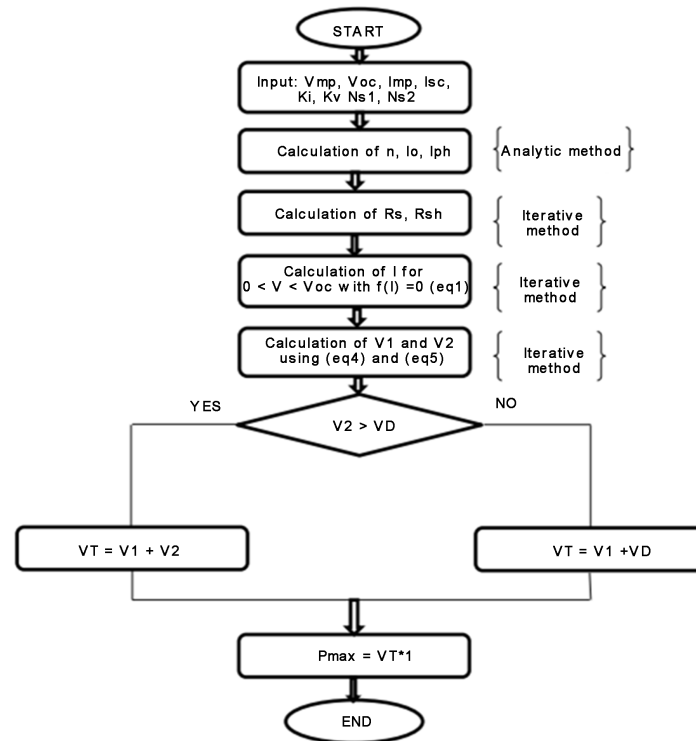 START
Input: Vmp, Voc, Imp, Isc,
Ki, Kv Ns1, Ns2
Calculation of n, Io, Iph
Analytic method
Calculation of Rs, Rsh
Iterative
method
Calculation of I for
0 < V < Voc with f(I) =0 (eq1)
Iterative
method
Calculation of V1 and V2
using (eq4) and (eq5)
Iterative
method
YES
NO
V2 > VD
VT = V1 + V2
VT = V1 +VD
Pmax = VT*1
END